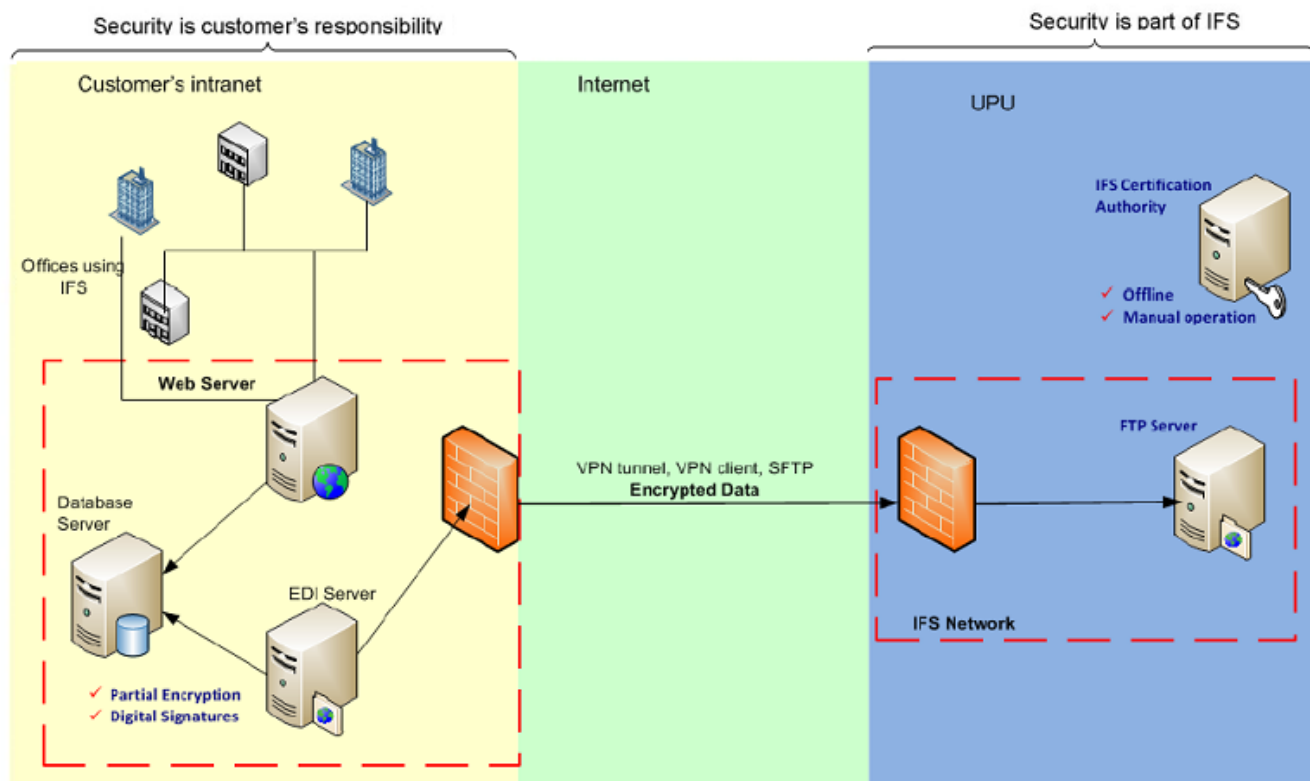 Security is customer's responsibility
Security is part of IFS
Customer's intranet
Internet
UPU
IFS Certification
Authority
Offices using
IFS
✓ Offline
✓ Manual operation
Web Server
FTP Server
VPN tunnel, VPN client, SFTP
Encrypted Data
Database
Server
EDI Server
IFS Network
✓ Partial Encryption
✓ Digital Signatures